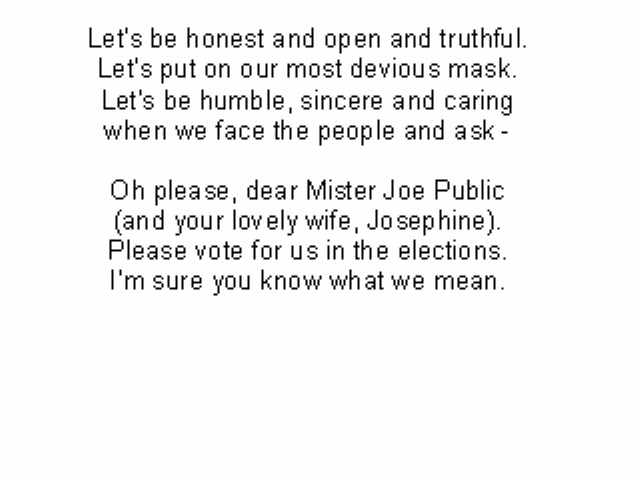 Let's be honest and open and truthful.
Let's put on our most devious mask.
Let's be humble, sincere and caring
when we face the people and ask -
Oh please, dear Mister Joe Public
(and your lovely wife, Josephine).
Please vote for us in the elections.
I'm sure you know what we mean.